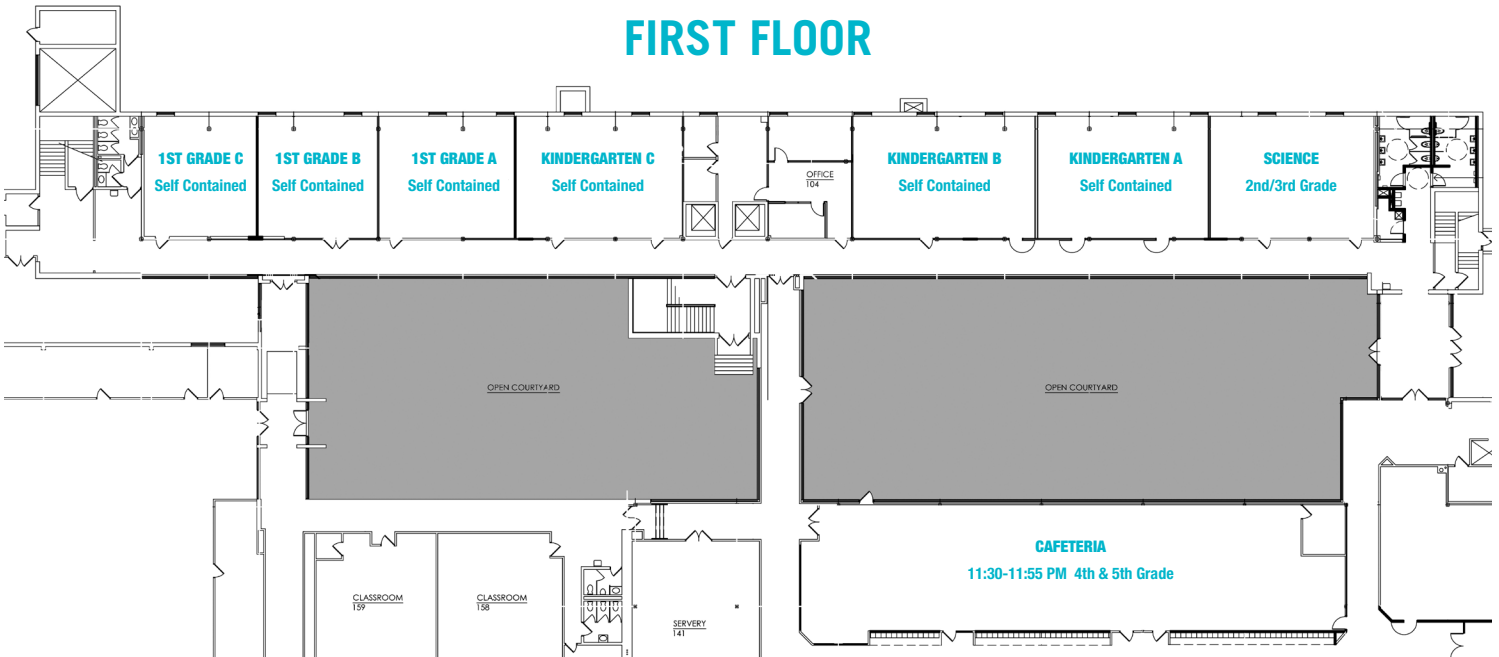 FIRST FLOOR
1ST GRADE C
Self Contained
1ST GRADE B
Self Contained
1ST GRADE A
Self Contained
KINDERGARTEN C
Self Contained
OFFICE
104
KINDERGARTEN B
Self Contained
KINDERGARTEN A
Self Contained
SCIENCE
2nd/3rd Grade
OPEN COURTYARD
OPEN COURTYARD
CAFETERIA
11:30-11:55 PM 4th & 5th Grade
CLASSROOM
159
CLASSROOM
158
SERVERY
141